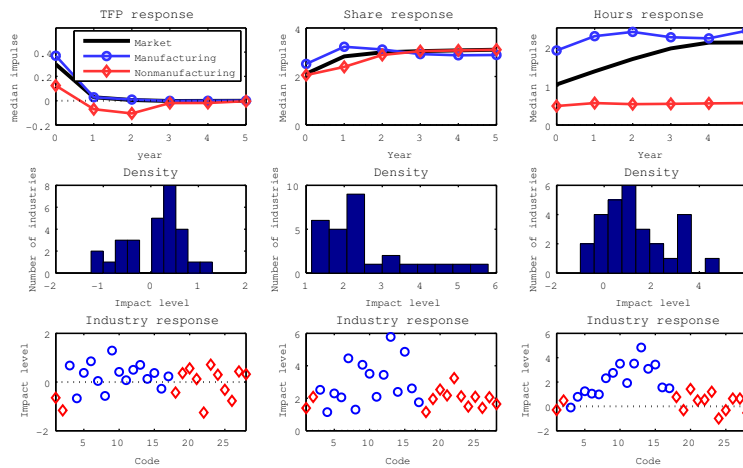 TFP response
median impulse
0.4
0.2
0
−0.2
Market
Manufacturing
Nonmanufacturing
0 1 2 3 4 5
year
Share response
Median impulse
4
2
0
0 1 2 3 4 5
Year
Hours response
Median impulse
2
1
0
0 1 2 3 4
Year
Density
Number of industries
8
6
4
2
0
−2 −1 0 1 2
Impact level
Density
Number of industries
10
5
0
1 2 3 4 5 6
Impact level
Density
Number of industries
6
4
2
0
−2 0 2 4
Impact level
Industry response
Impact level
2
0
−2
5 10 15 20 25
Code
Industry response
Impact level
6
4
2
0
5 10 15 20 25
Code
Industry response
Impact level
6
4
2
0
−2
5 10 15 20 25
Code